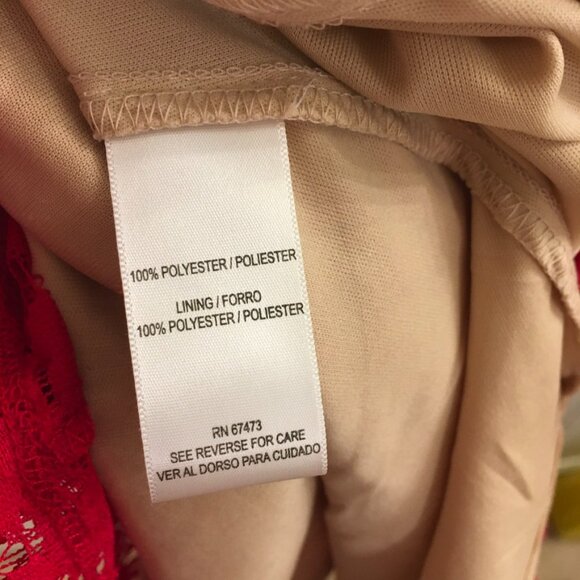 100% POLYESTER / POLIESTER
LINING / FORRO
100% POLYESTER / POLIESTER
RN 67473
SEE REVERSE FOR CARE
VER AL DORSO PARA CUIDADO